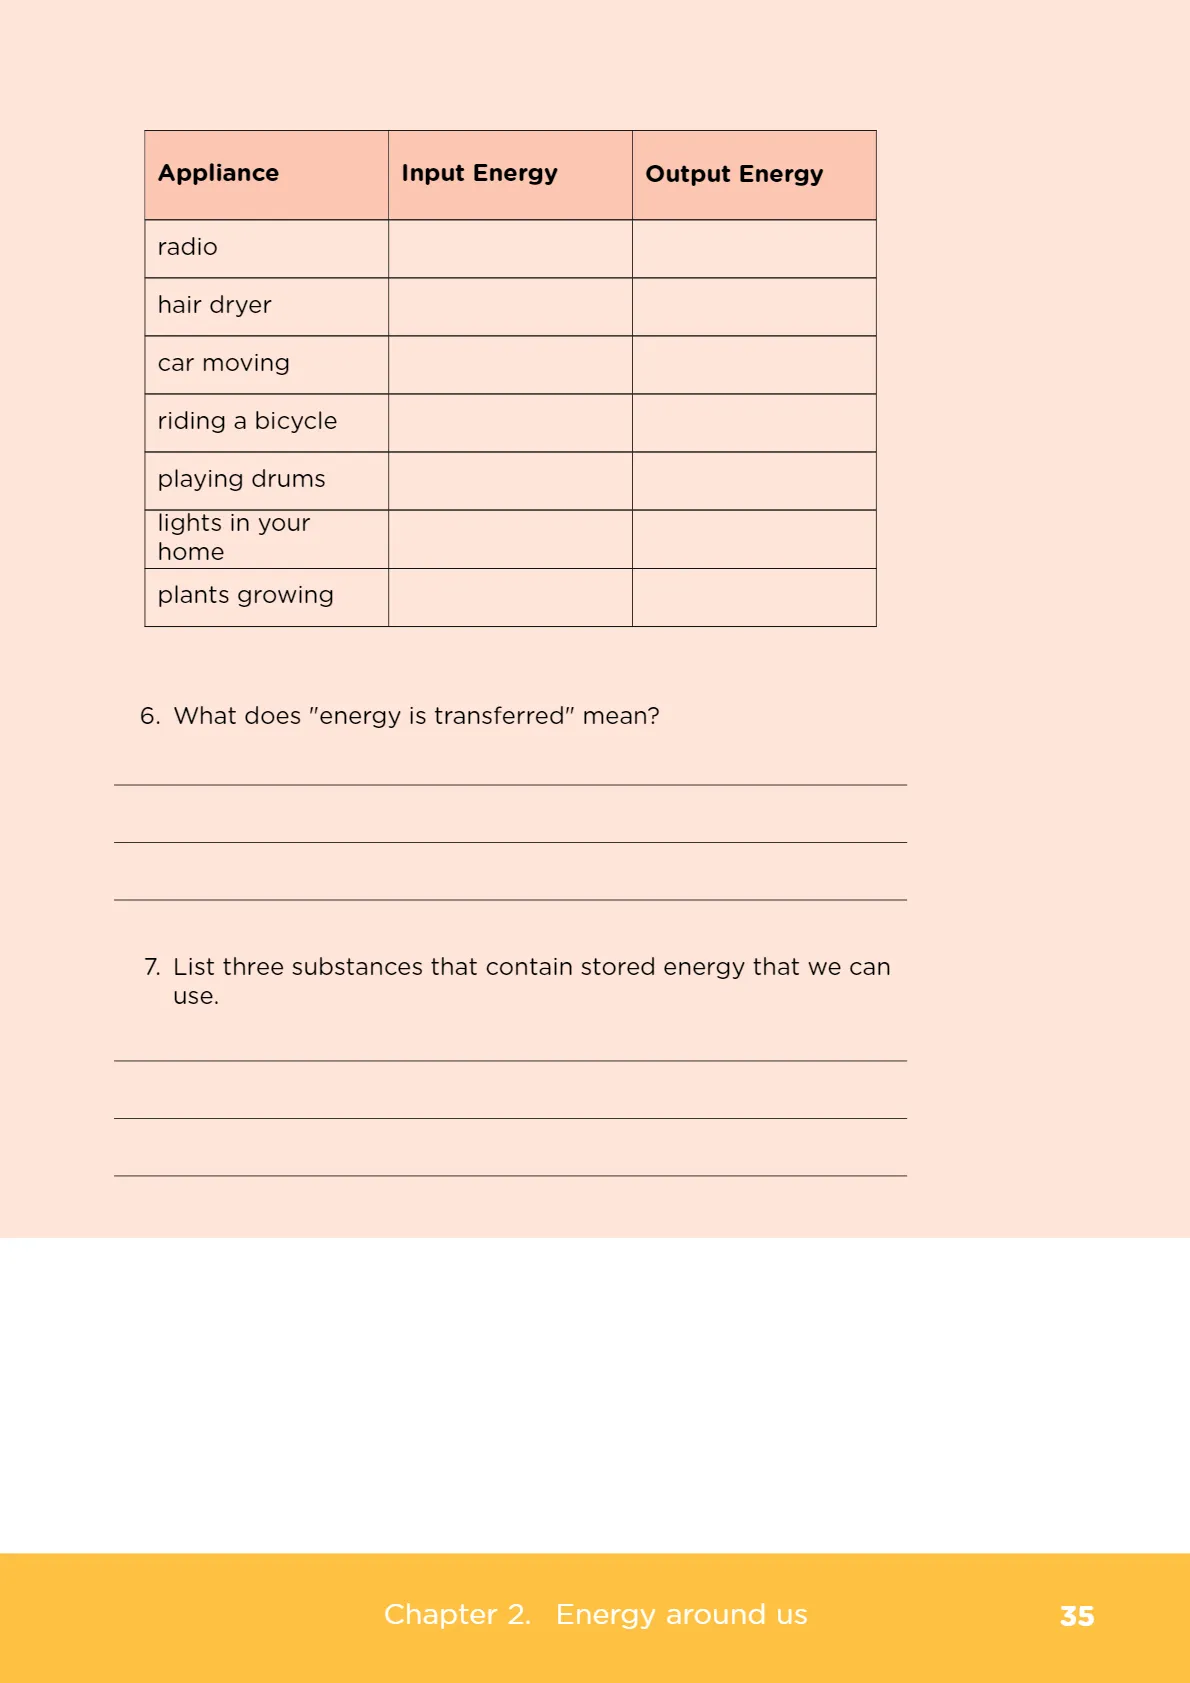 Appliance Input Energy Output Energy
radio
hair dryer
car moving
riding a bicycle
playing drums
lights in your
home
plants growing
6. What does "energy is transferred" mean?
7. List three substances that contain stored energy that we can
use.
Chapter 2. Energy around us 35